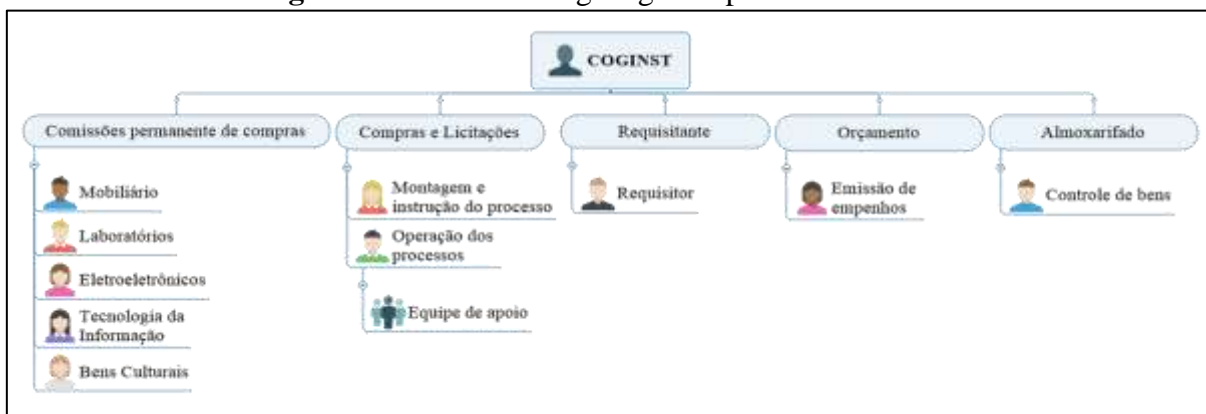 COGINST
Comissões permanente de compras
Mobiliário
Laboratórios
Eletroeletrônicos
Tecnologia da
Informação
Bens Culturais
Compras e Licitações
Montagem e
instrução do processo
Operação dos
processos
Equipe de apoio
Requisitante
Requisitor
Orçamento
Emissão de
empenhos
Almoxarifado
Controle de bens